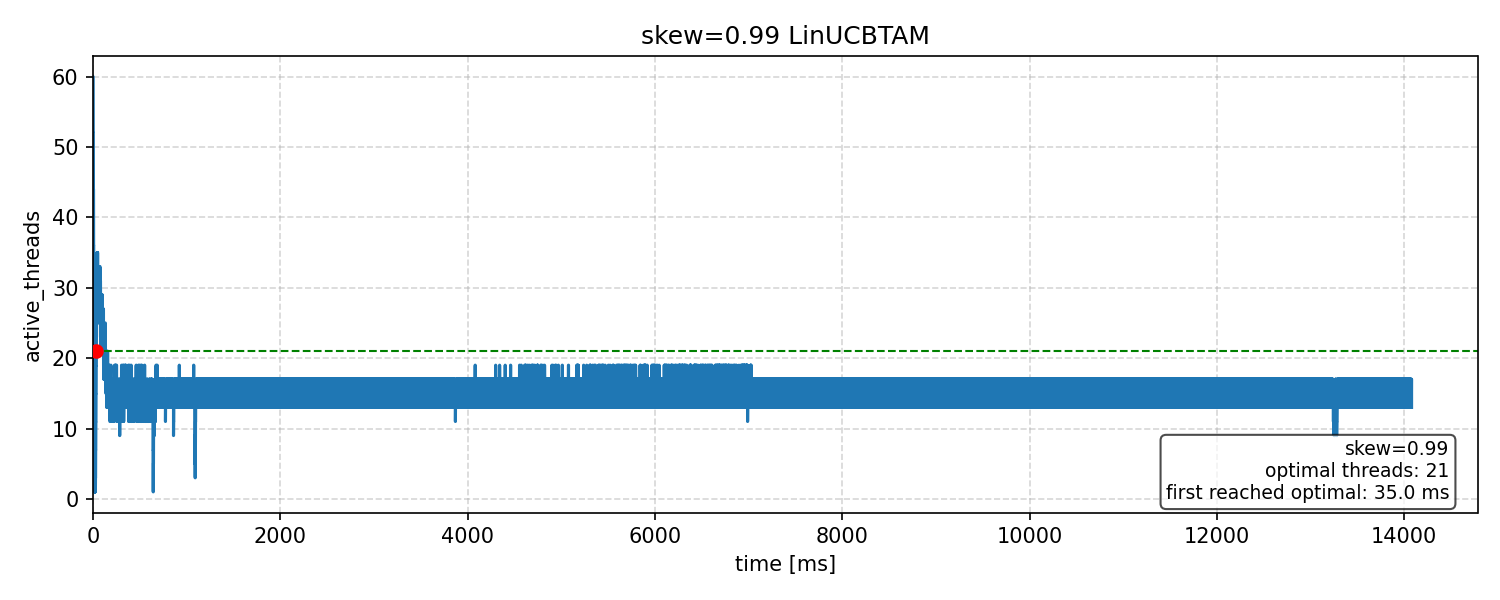 skew=0.99 LinUCBTAM
active_threads
60
50
40
30
20
10
0
skew=0.99
optimal threads: 21
first reached optimal: 35.0 ms
0 2000 4000 6000 8000 10000 12000 14000
time [ms]